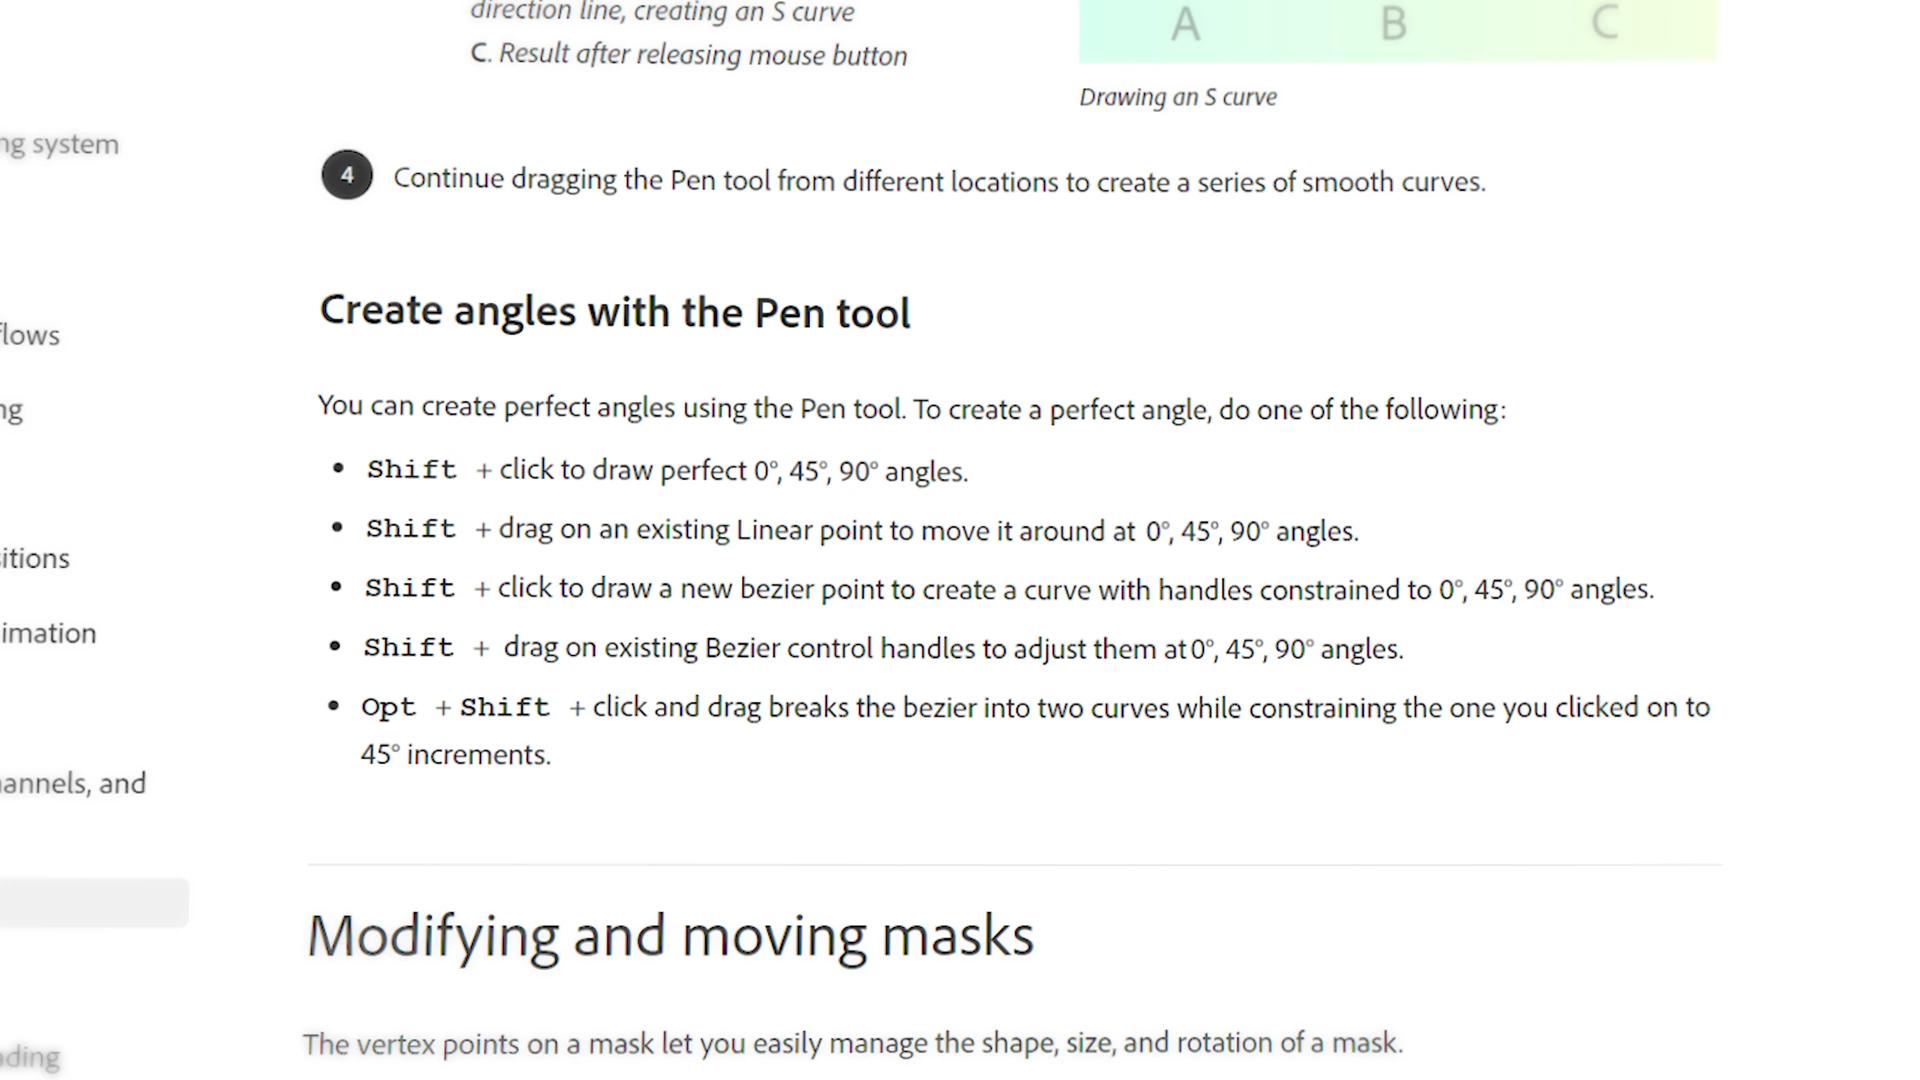 direction line, creating an S curve
C. Result after releasing mouse button
A B C
Drawing an S curve
ng system
4 Continue dragging the Pen tool from different locations to create a series of smooth curves.
Create angles with the Pen tool
flows
You can create perfect angles using the Pen tool. To create a perfect angle, do one of the following:
ng
• Shift + click to draw perfect 0°, 45°, 90° angles.
• Shift + drag on an existing Linear point to move it around at 0°, 45°, 90° angles.
itions
• Shift + click to draw a new bezier point to create a curve with handles constrained to 0°, 45°, 90° angles.
imation
• Shift + drag on existing Bezier control handles to adjust them at0°, 45°, 90° angles.
• Opt + Shift + click and drag breaks the bezier into two curves while constraining the one you clicked on to
45° increments.
annels, and
Modifying and moving masks
The vertex points on a mask let you easily manage the shape, size, and rotation of a mask.
ading